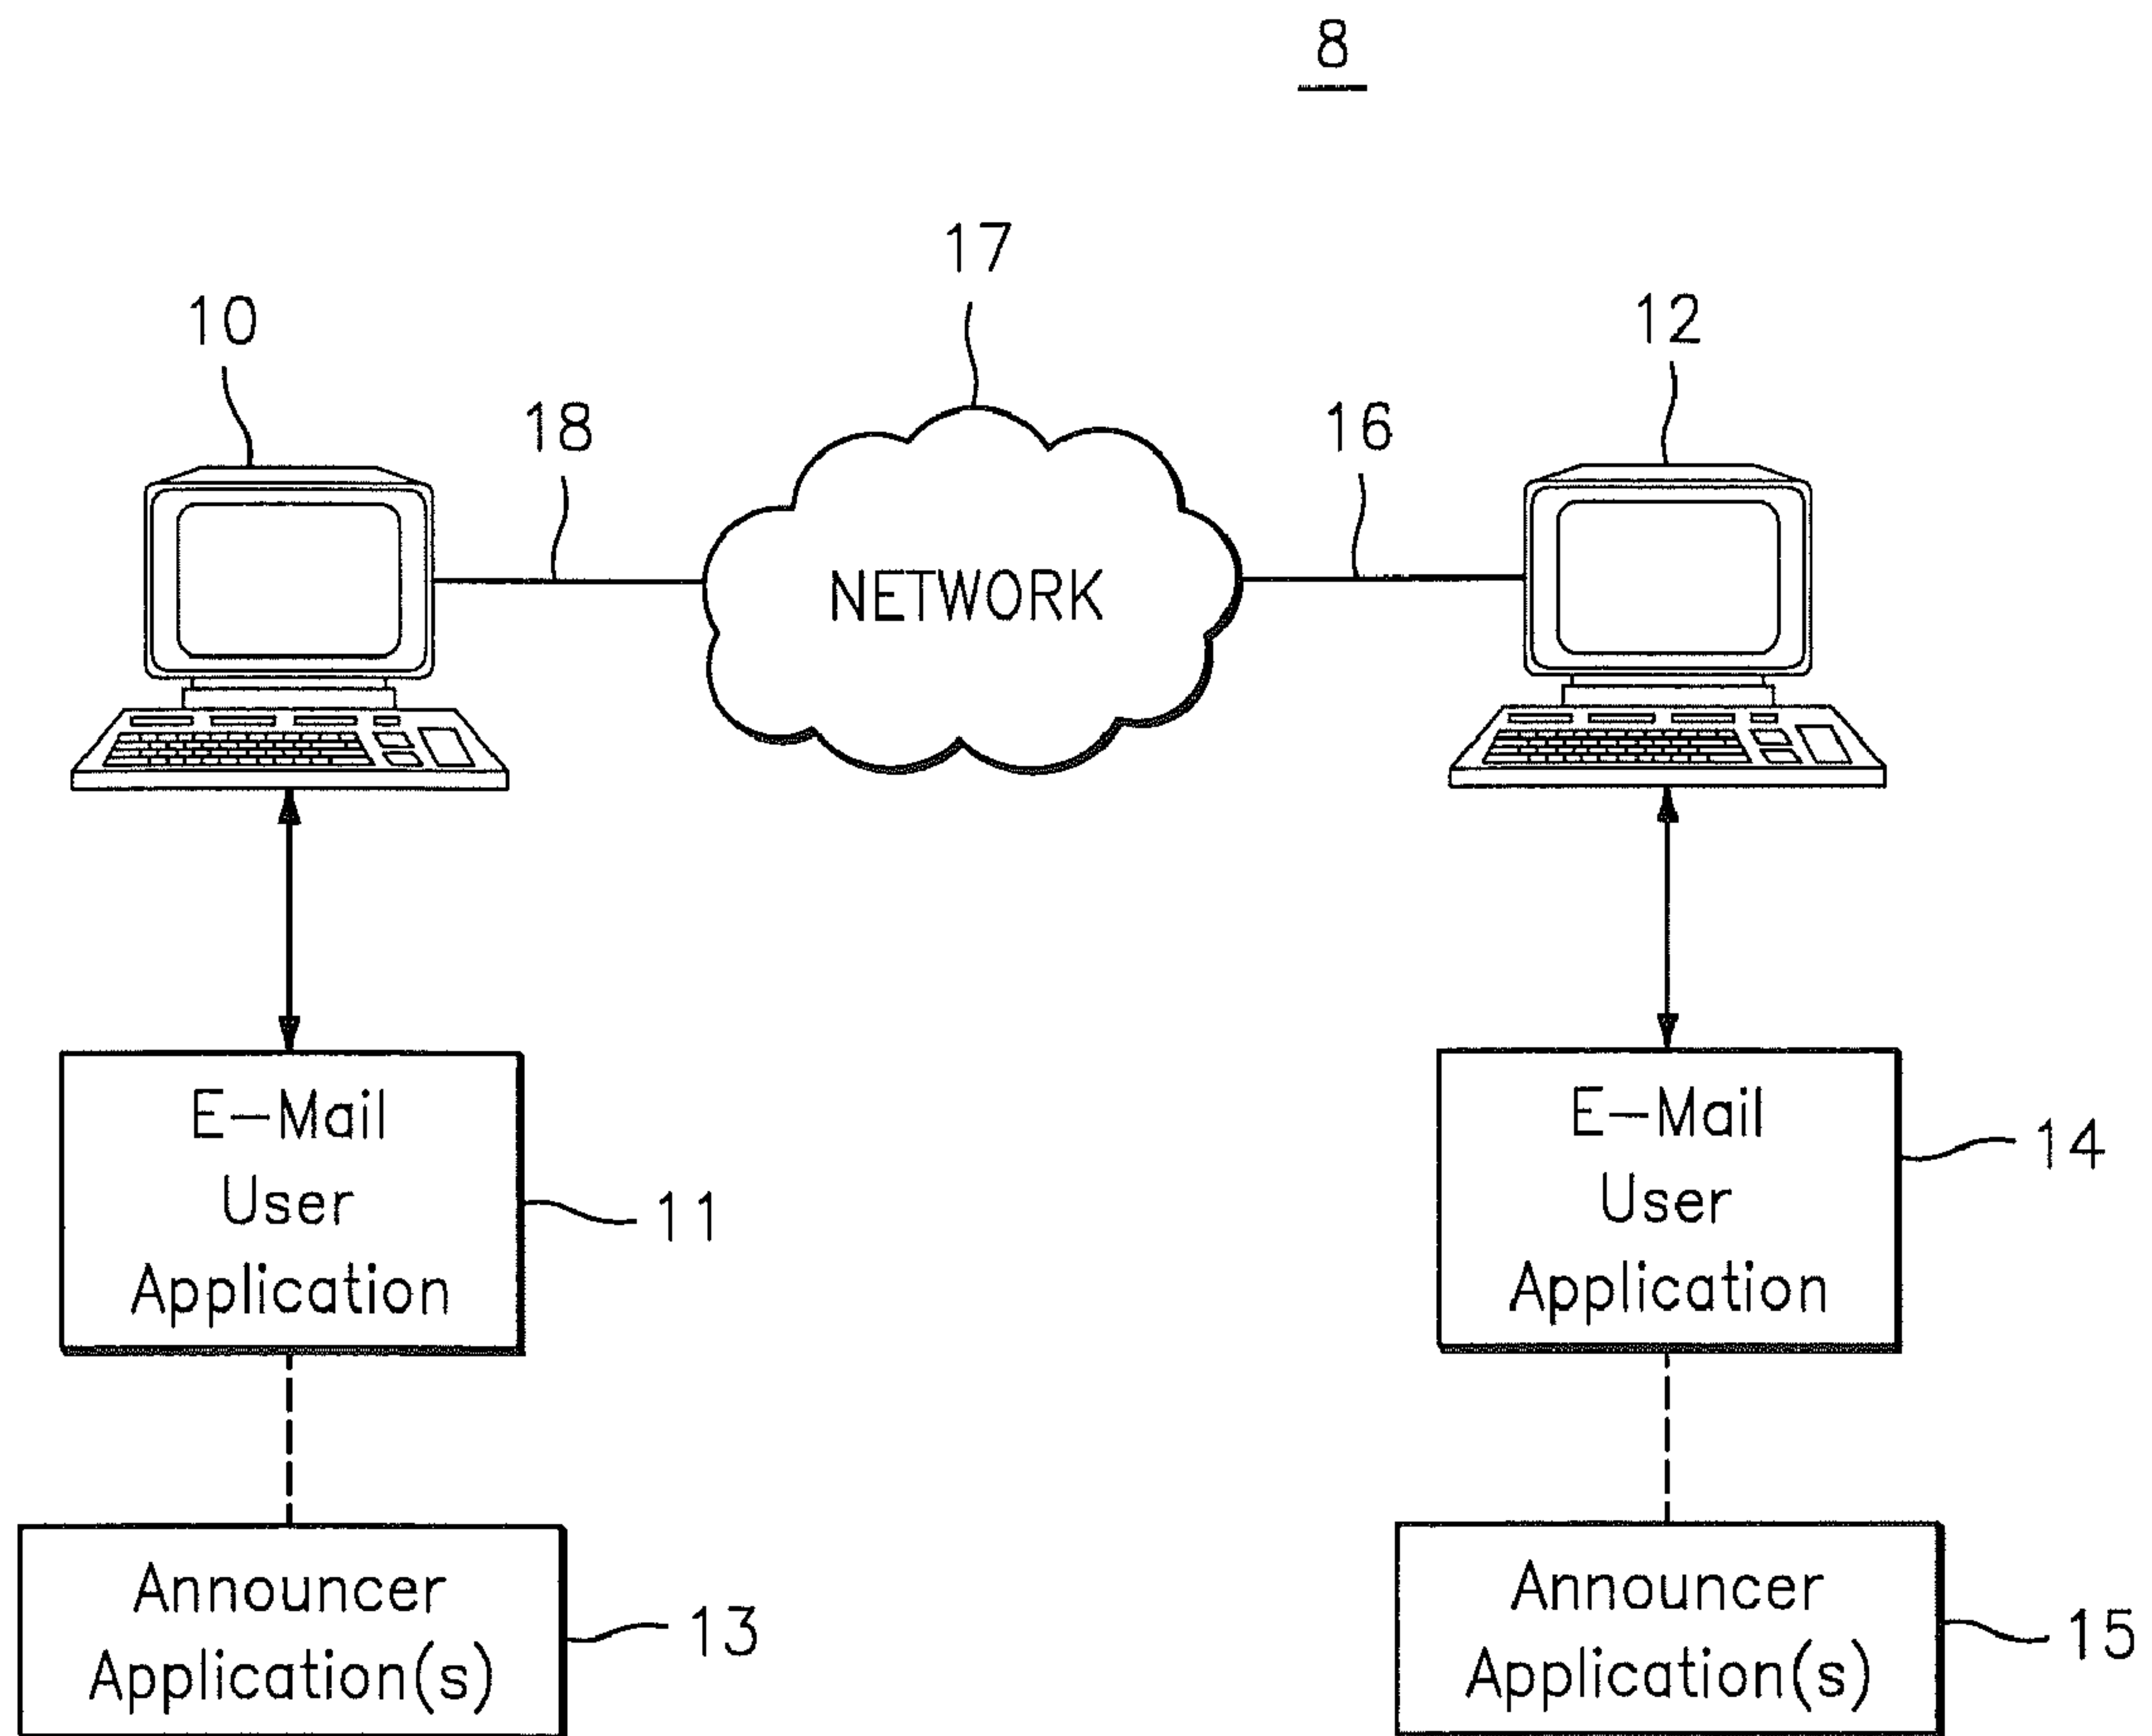 8
17
10
12
18
16
NETWORK
E-Mail
User
Application
11
E-Mail
User
Application
14
Announcer
Application(s)
13
Announcer
Application(s)
15